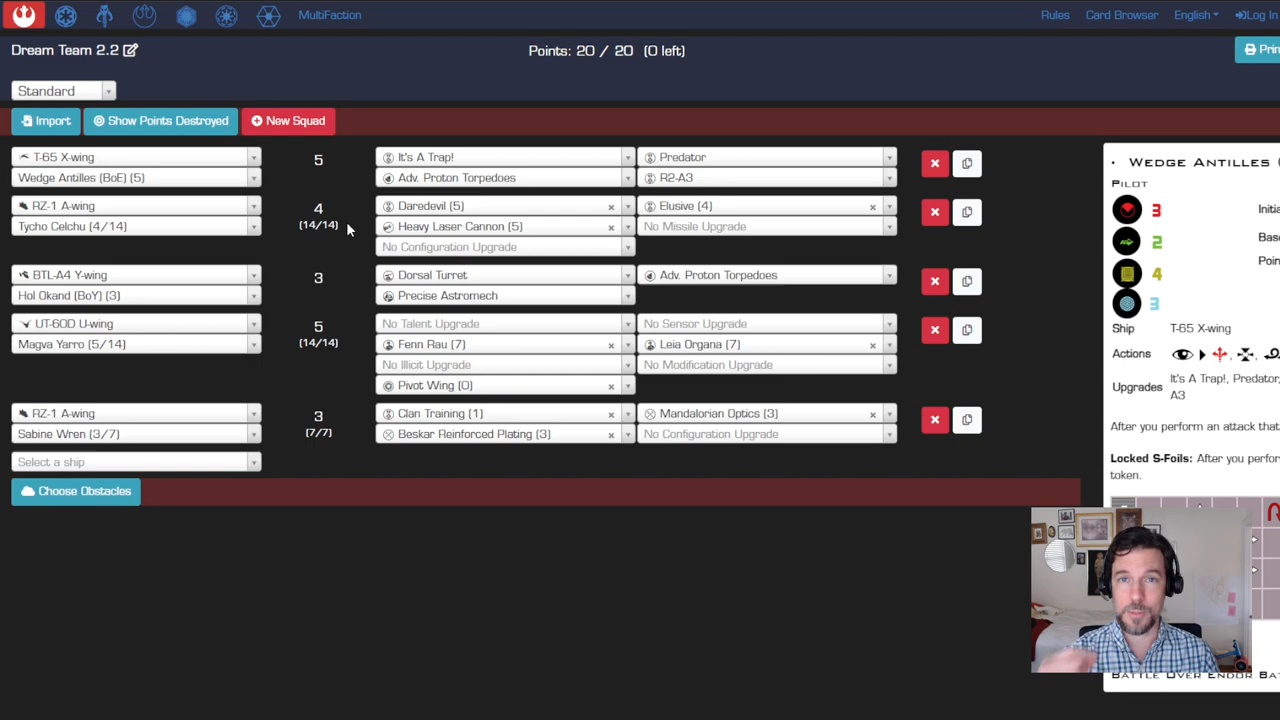 MultiFaction
Rules
Card Browser
English
Log In
Dream Team 2.2
Points: 20 / 20 (0 left)
Prin
Standard
Import
Show Points Destroyed
New Squad
T-65 X-wing
5
It's A Trap!
Predator
Wedge Antilles (BoE) (5)
Adv. Proton Torpedoes
R2-A3
RZ-1 A-wing
4
Daredevil (5)
Elusive (4)
Tycho Celchu (4/14)
(14/14)
Heavy Laser Cannon (5)
No Missile Upgrade
No Configuration Upgrade
BTL-A4 Y-wing
3
Dorsal Turret
Adv. Proton Torpedoes
Hol Okand (BoY) (3)
Precise Astromech
UT-60D U-wing
5
No Talent Upgrade
No Sensor Upgrade
Magva Yarro (5/14)
(14/14)
Fenn Rau (7)
Leia Organa (7)
No Illicit Upgrade
No Modification Upgrade
Pivot Wing (0)
RZ-1 A-wing
3
Clan Training (1)
Mandalorian Optics (3)
Sabine Wren (3/7)
(7/7)
Beskar Reinforced Plating (3)
No Configuration Upgrade
Select a ship
Choose Obstacles
• Wedge Antilles (
Pilot
3
Initia
2
Base
4
Poin
3
Ship
T-65 X-wing
Actions
Upgrades
It's A Trap!, Predator,
A3
After you perform an attack that
Locked S-Foils: After you perfor
token.
Battle Over Endor Bat